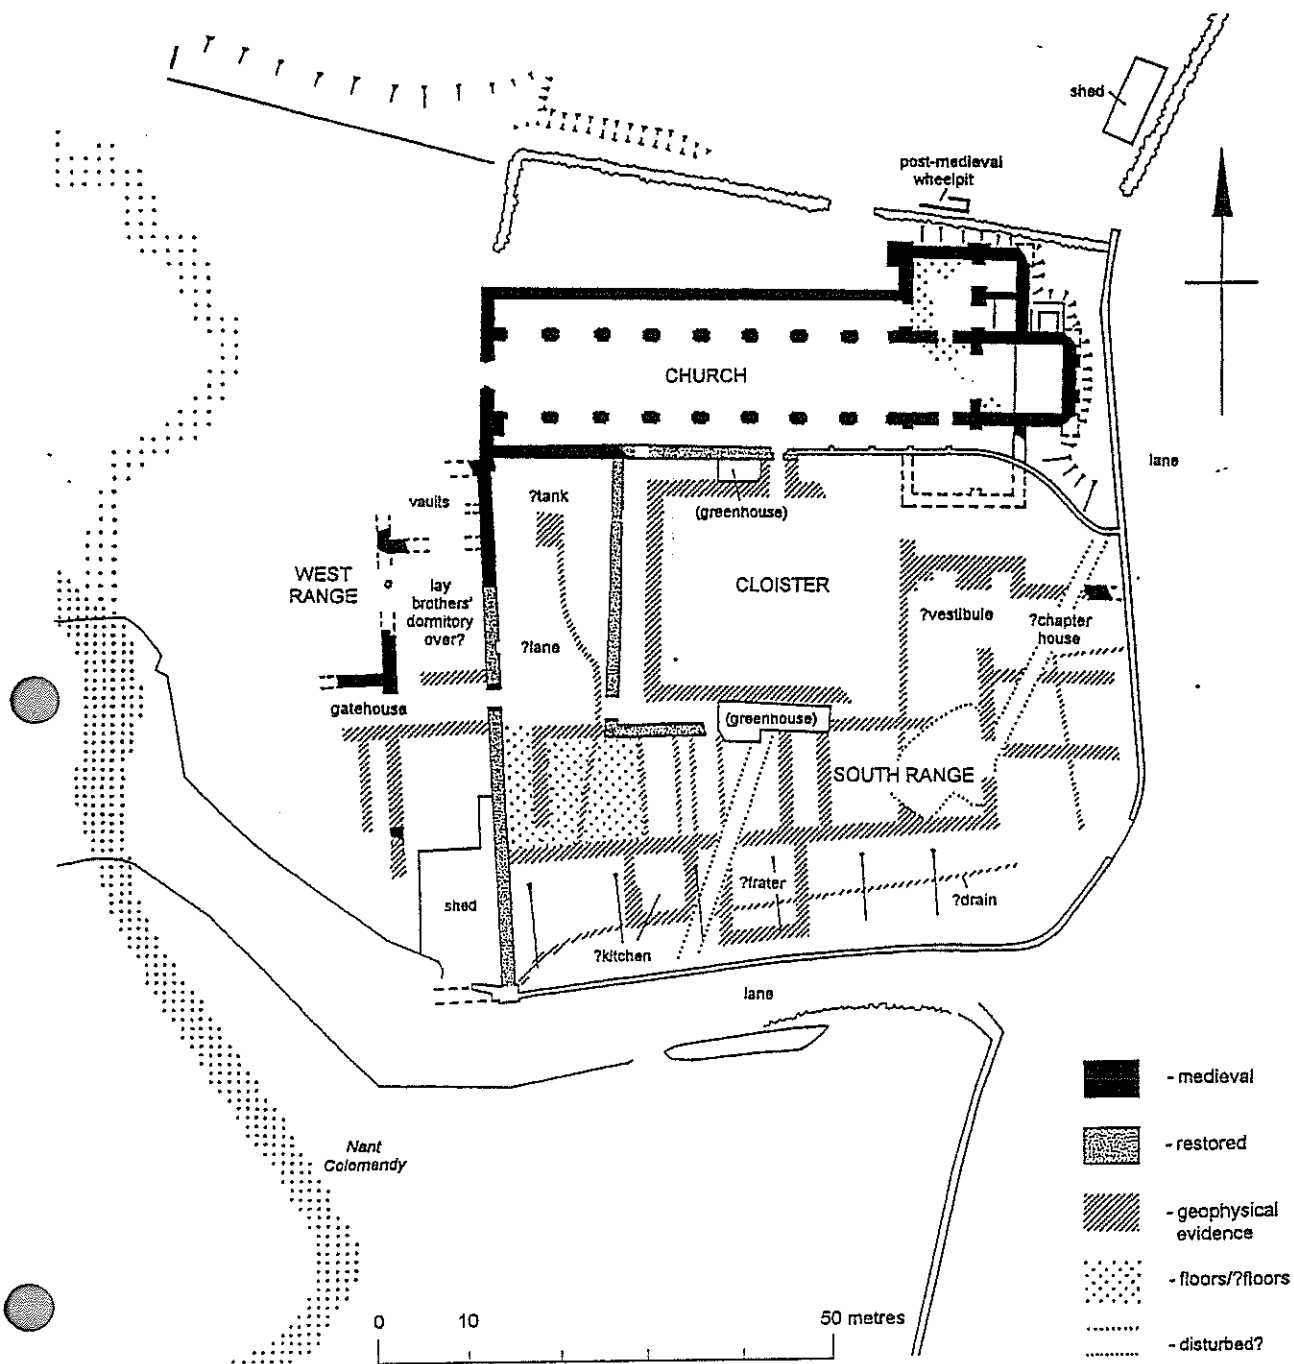 shed
post-medieval
wheelpit
CHURCH
lane
vaults
?tank
(greenhouse)
WEST
RANGE
lay
brothers'
dormitory
over?
CLOISTER
?vestibule
?chapter
house
?lane
gatehouse
(greenhouse)
SOUTH RANGE
shed
?frater
?drain
?kitchen
lane
Nant
Colomandy
- medieval
- restored
- geophysical
evidence
- floors/?floors
- disturbed?
0 10 50 metres